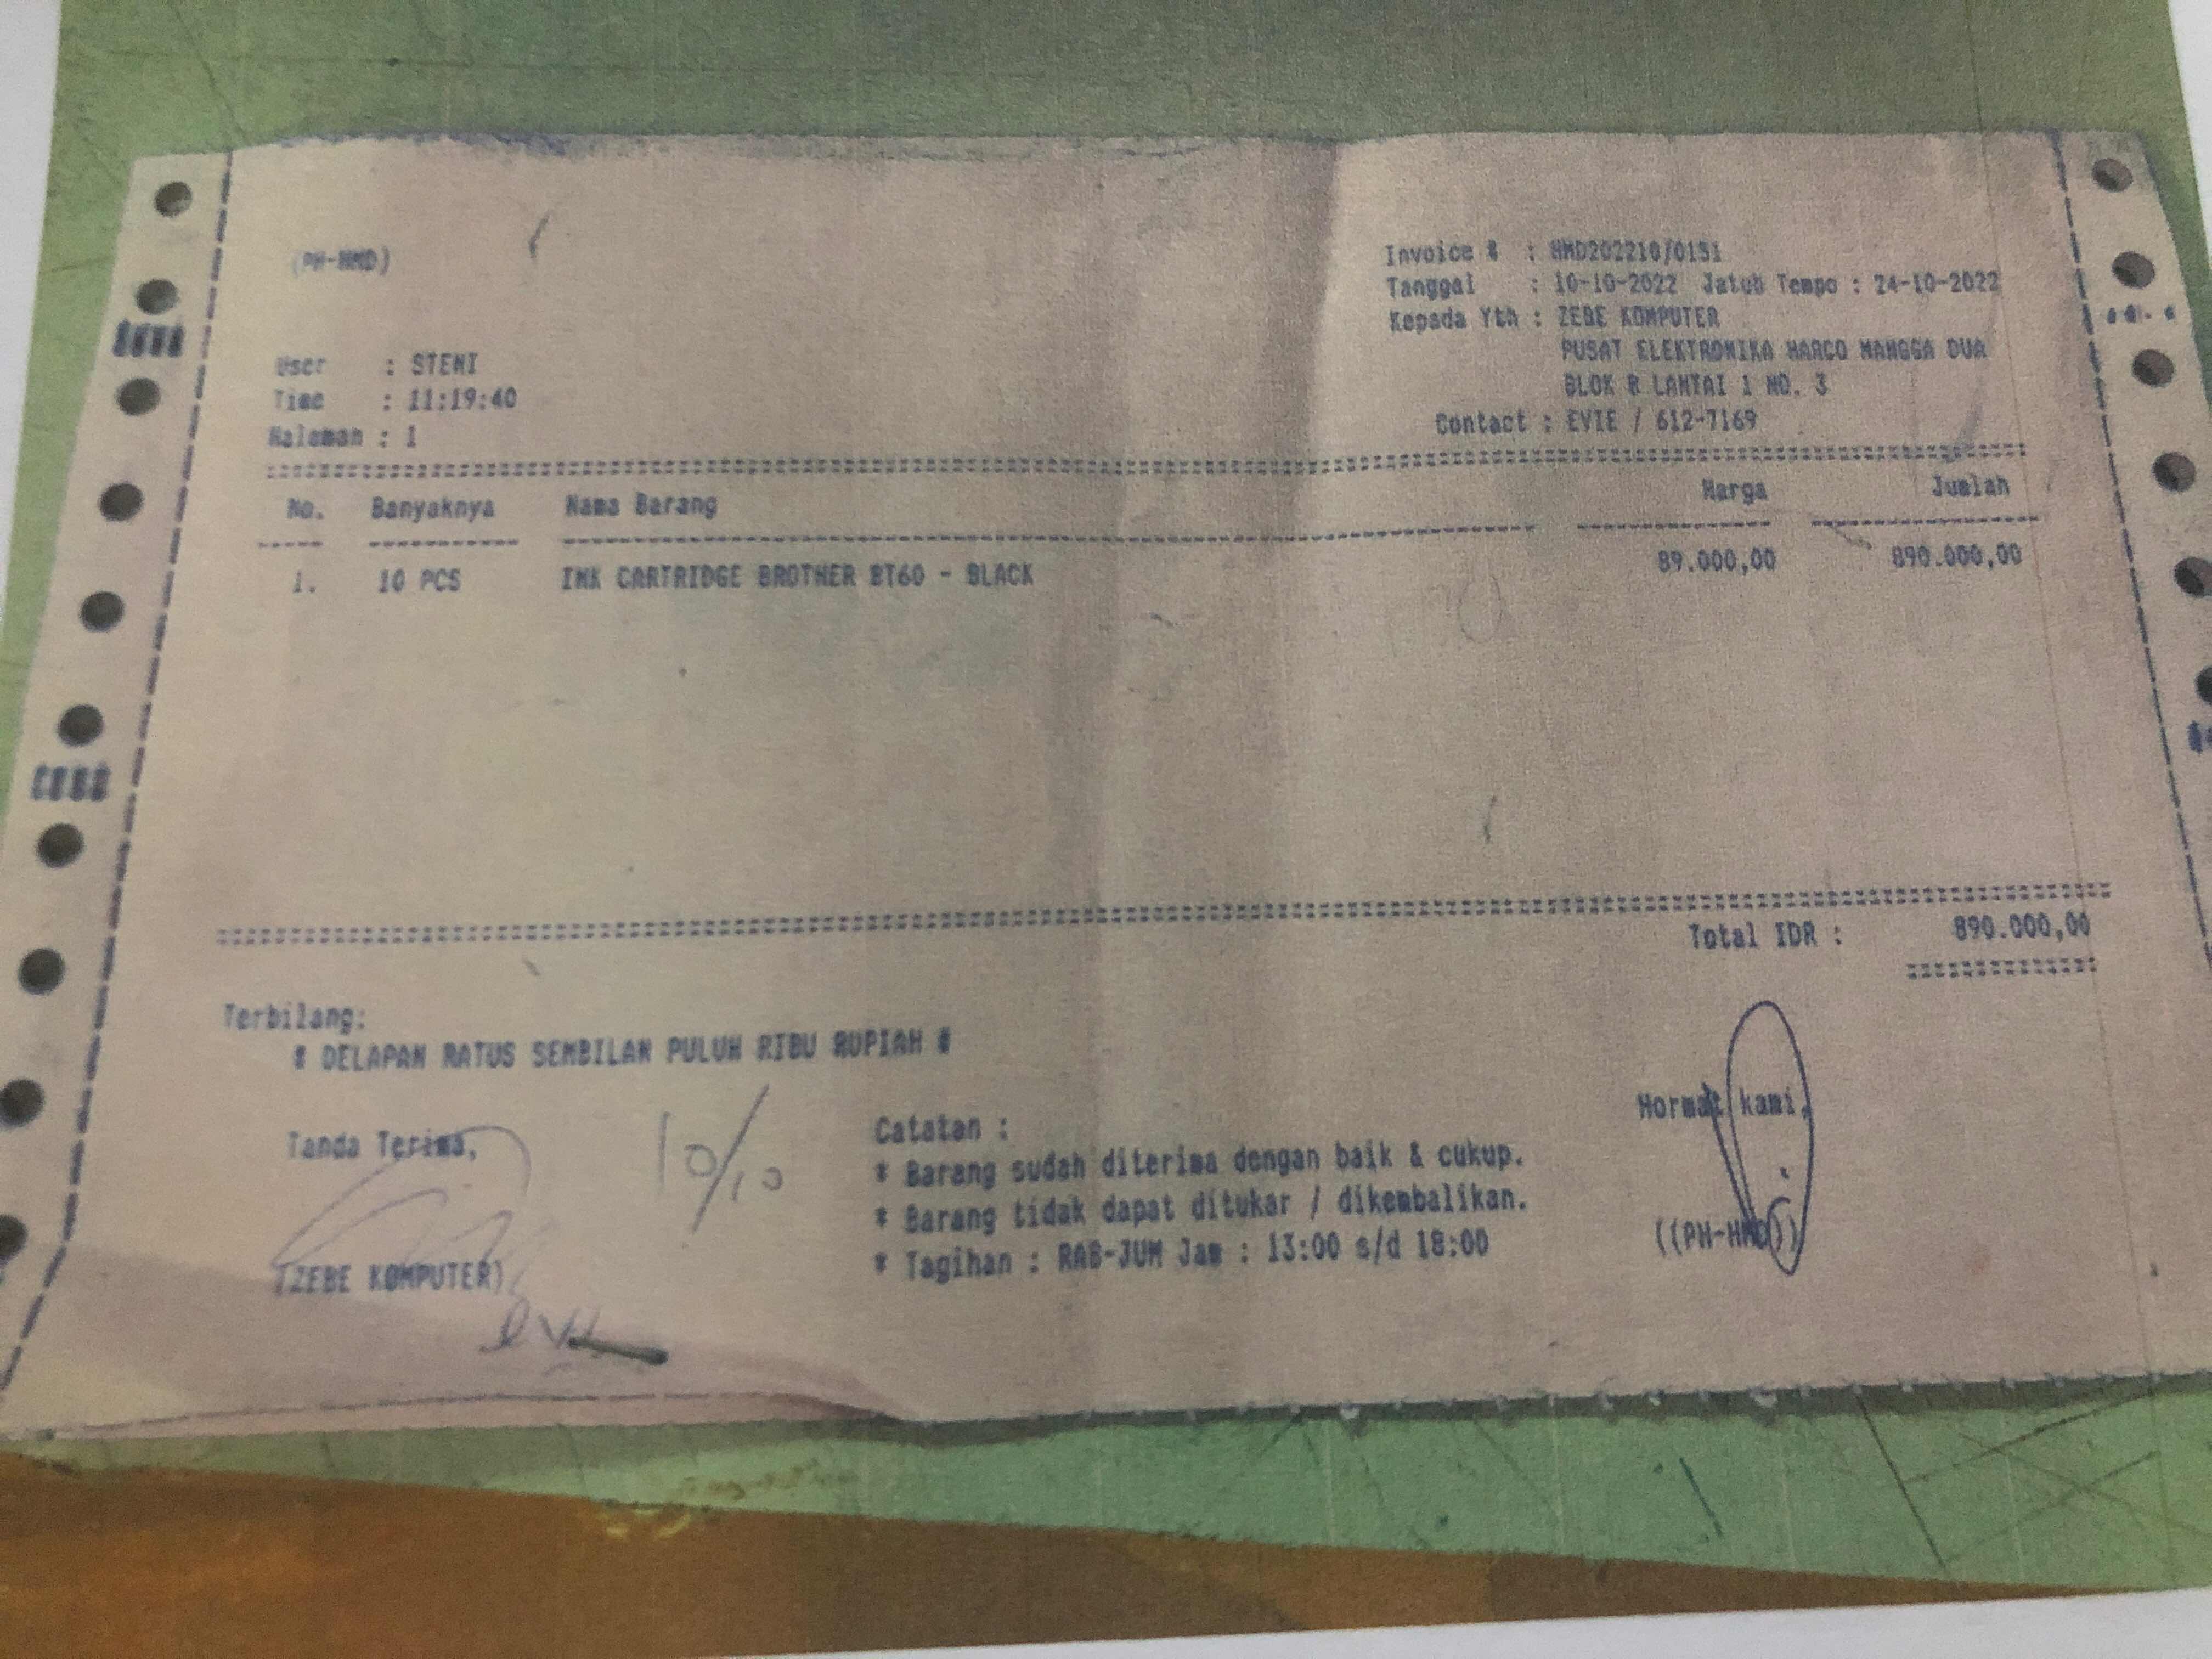 (PH-HMD)
Invoice # : HMD202210/0151
Tanggal : 10-10-2022 Jatuh Tempo : 24-10-2022
Kepada Yth : ZEBE KOMPUTER
PUSAT ELEKTRONIKA HARCO MANGGA DUA
BLOK R LANTAI 1 NO. 3
Contact : EVIE / 612-7169
User : STENI
Time : 11:19:40
Halaman : 1
No. Banyaknya Nama Barang Harga Jumlah
1. 10 PCS INK CARTRIDGE BROTHER BT60 - BLACK 89.000,00 890.000,00
Total IDR : 890.000,00
Terbilang:
# DELAPAN RATUS SEMBILAN PULUH RIBU RUPIAH #
Tanda Terima,
10/10
(ZEBE KOMPUTER)
Catatan :
* Barang sudah diterima dengan baik & cukup.
* Barang tidak dapat ditukar / dikembalikan.
* Tagihan : RAB-JUM Jam : 13:00 s/d 18:00
Hormat kami,
((PH-HMD))